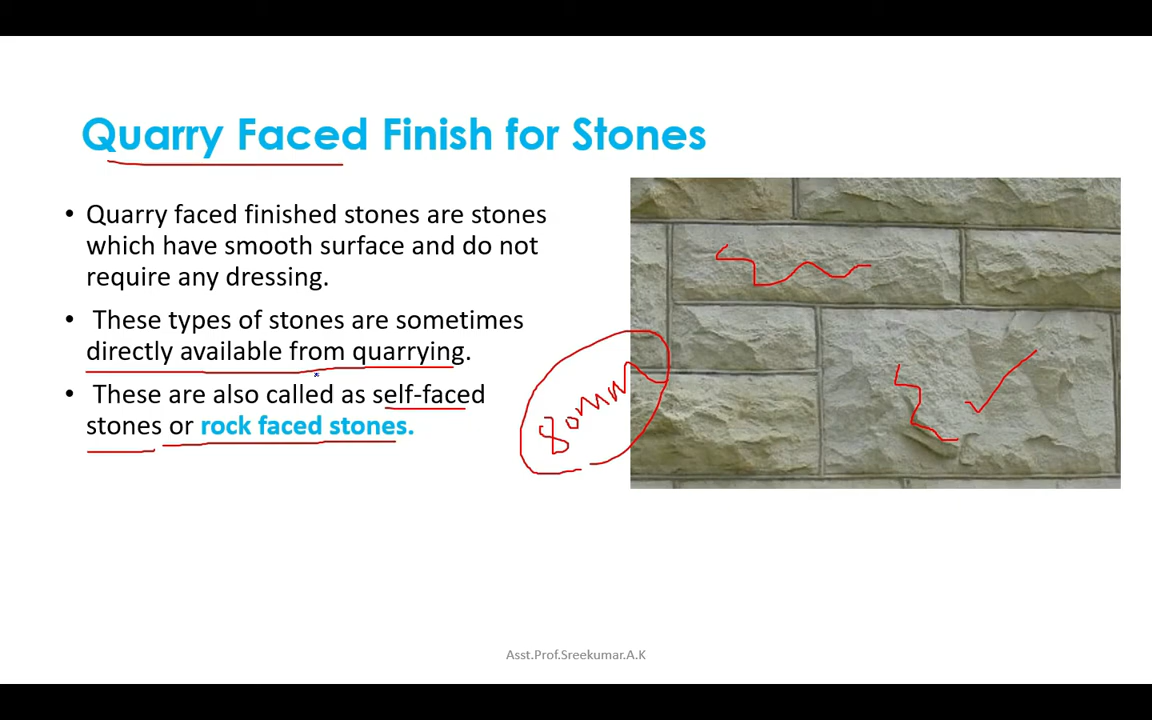 Quarry Faced Finish for Stones
• Quarry faced finished stones are stones
which have smooth surface and do not
require any dressing.
• These types of stones are sometimes
directly available from quarrying.
• These are also called as self-faced
stones or rock faced stones.
80mm
Asst.Prof.Sreekumar.A.K